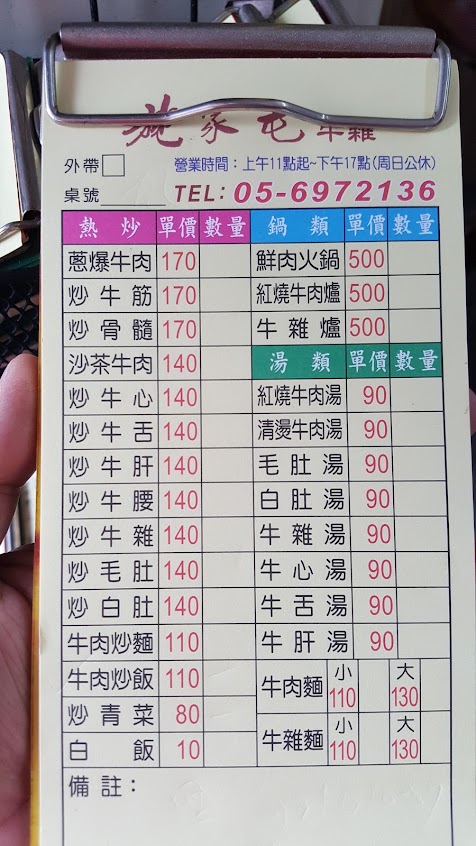 施家屯牛雜
外帶 營業時間：上午11點起~下午17點(周日公休)
桌號 TEL：05-6972136
熱炒 單價 數量
蔥爆牛肉 170
炒牛筋 170
炒骨髓 170
沙茶牛肉 140
炒牛心 140
炒牛舌 140
炒牛肝 140
炒牛腰 140
炒牛雜 140
炒毛肚 140
炒白肚 140
牛肉炒麵 110
牛肉炒飯 110
炒青菜 80
白飯 10
鍋類 單價 數量
鮮肉火鍋 500
紅燒牛肉爐 500
牛雜爐 500
湯類 單價 數量
紅燒牛肉湯 90
清燙牛肉湯 90
毛肚湯 90
白肚湯 90
牛雜湯 90
牛心湯 90
牛舌湯 90
牛肝湯 90
牛肉麵 小 110 大 130
牛雜麵 小 110 大 130
備註：